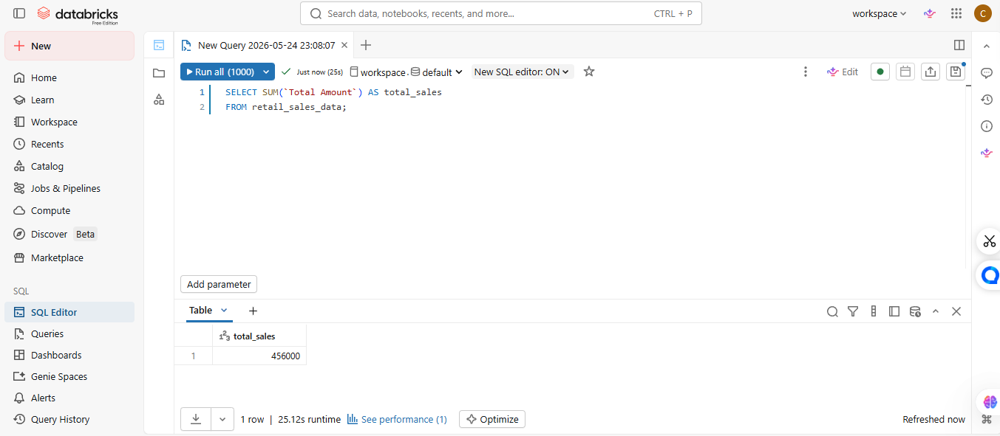 databricks
Free Edition
Search data, notebooks, recents, and more...
CTRL + P
workspace
C
New
Home
Learn
Workspace
Recents
Catalog
Jobs & Pipelines
Compute
Discover Beta
Marketplace
SQL
SQL Editor
Queries
Dashboards
Genie Spaces
Alerts
Query History
New Query 2026-05-24 23:08:07
Run all (1000)
Just now (25s)
workspace. default
New SQL editor: ON
Edit
1 SELECT SUM(`Total Amount`) AS total_sales
2 FROM retail_sales_data;
Add parameter
Table
123 total_sales
1 456000
1 row | 25.12s runtime
See performance (1)
Optimize
Refreshed now